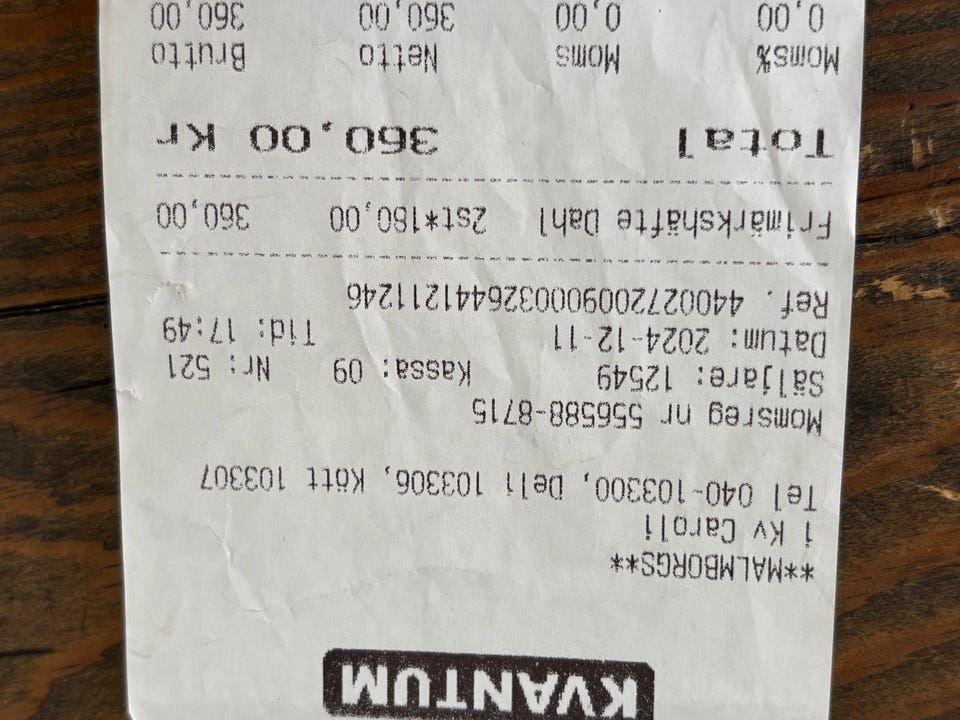 KVANTUM
**MALMBORGS**
i Kv Caroli
Tel 040-103300, Deli 103306, Kött 103307
Momsreg nr 556588-8715
Säljare: 12549 Kassa: 09 Nr: 521
Datum: 2024-12-11 Tid: 17:49
Ref. 4400272009000326441211246
Frimärkshäfte Dahl 2st*180,00 360,00
Total 360,00 Kr
Moms% Moms Netto Brutto
0,00 0,00 360,00 360,00